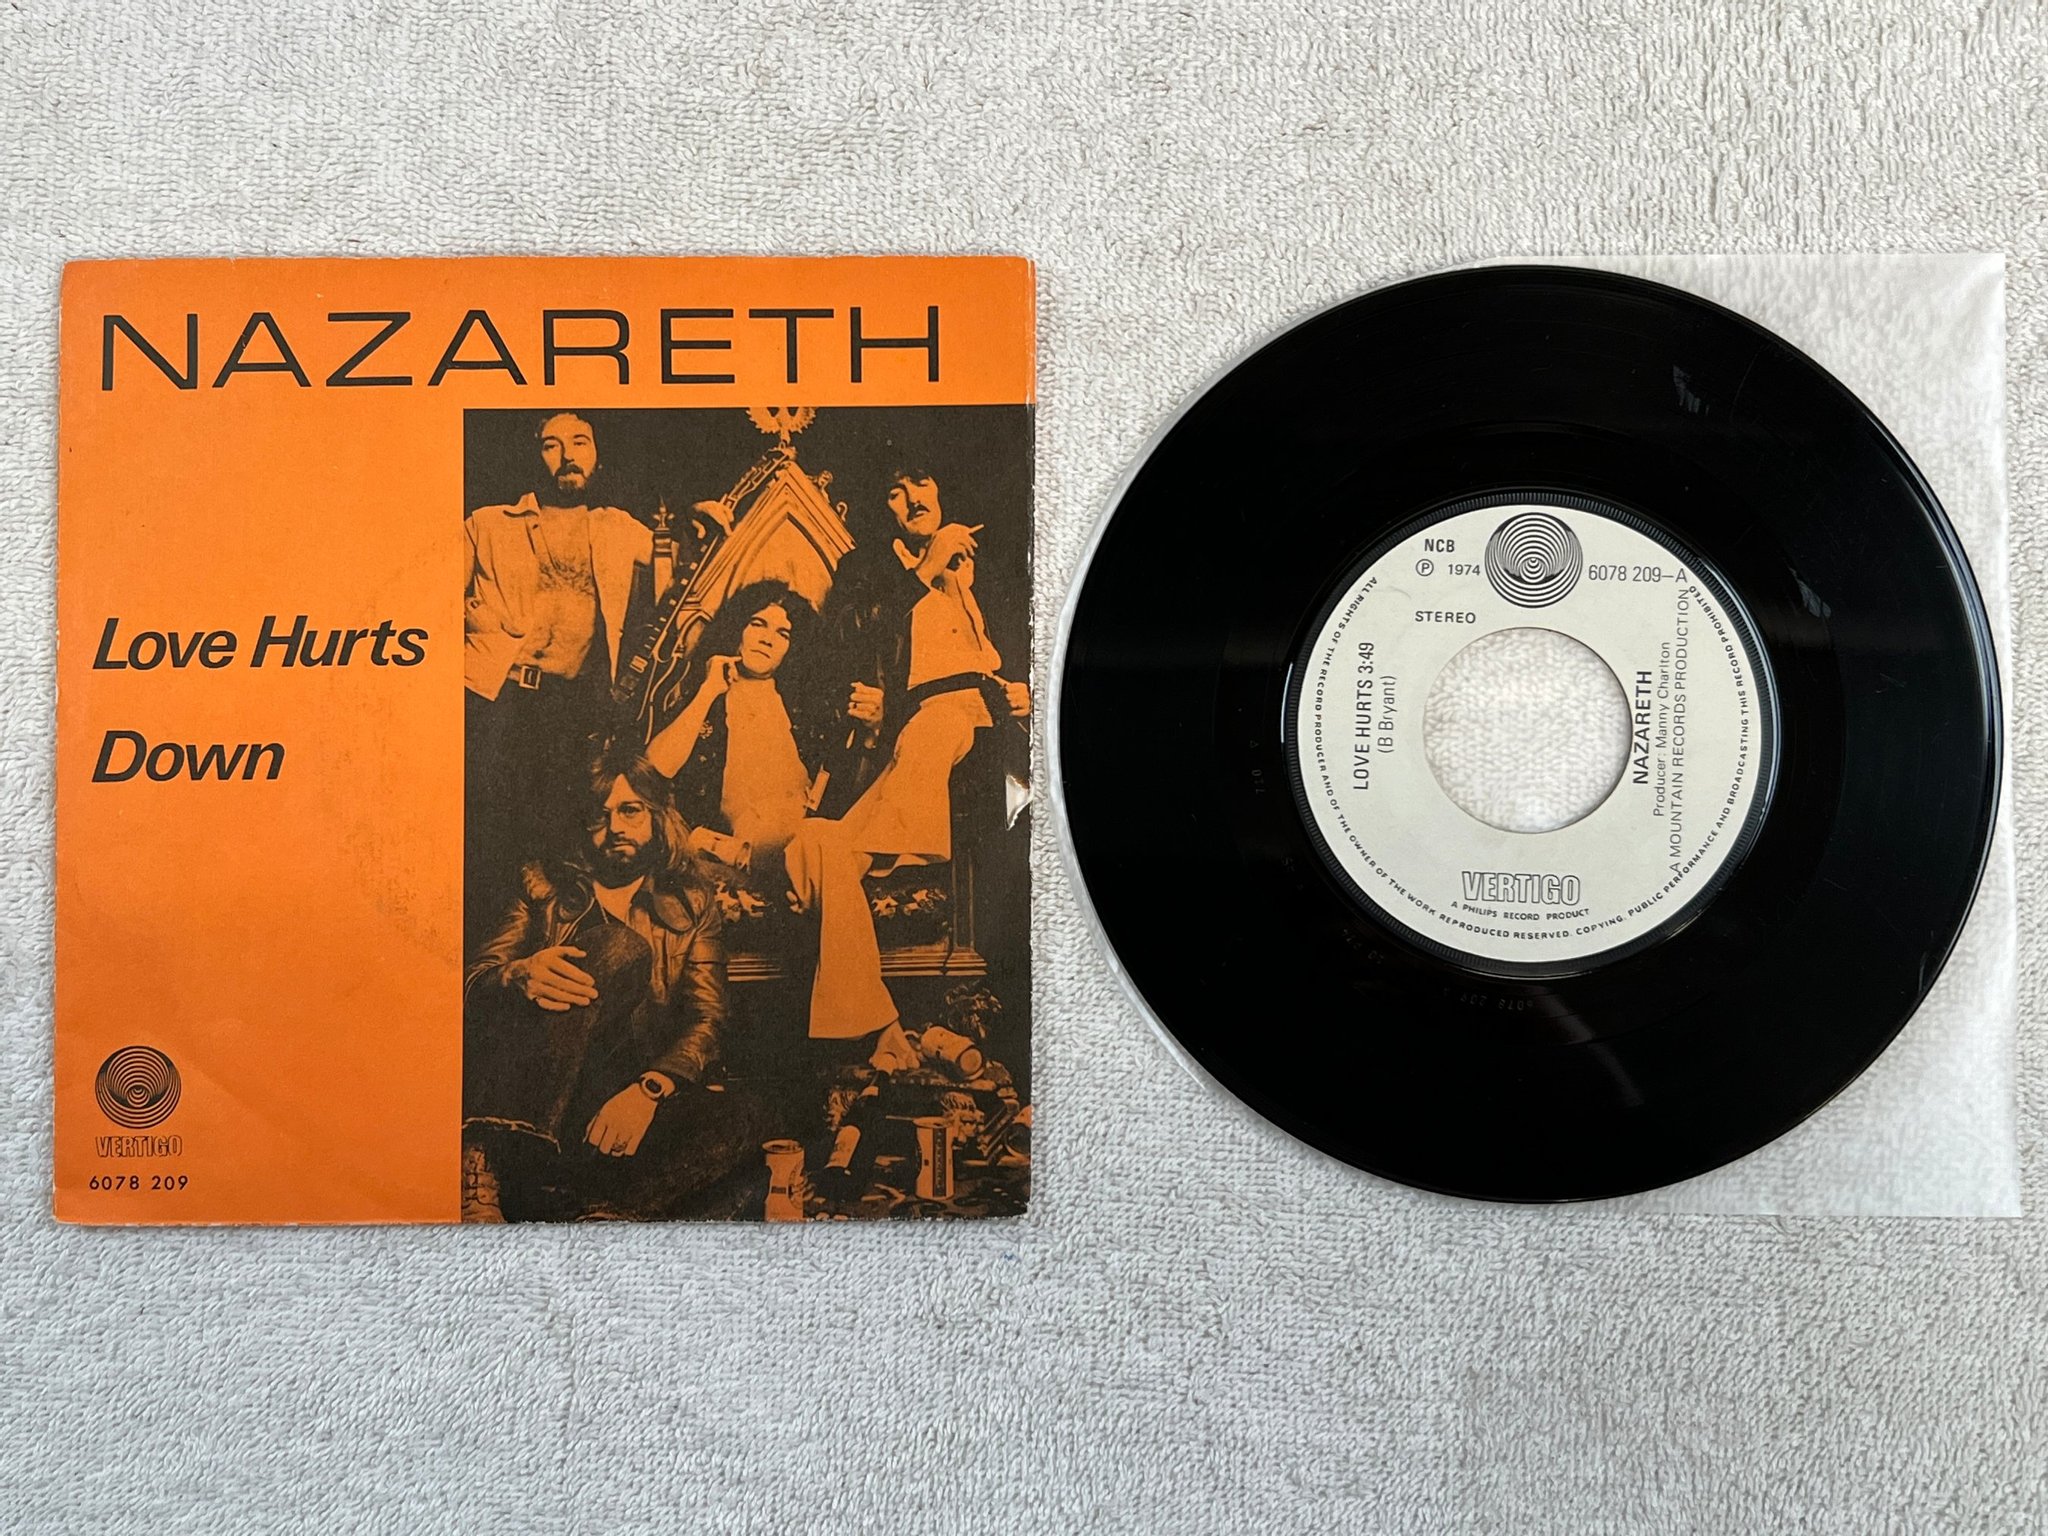 NAZARETH
Love Hurts
Down
VERTIGO
6078 209
NCB
Ⓟ 1974
6078 209-A
STEREO
LOVE HURTS 3:49
(B Bryant)
NAZARETH
Producer: Manny Charlton
A MOUNTAIN RECORDS PRODUCTION
VERTIGO
A PHILIPS RECORD PRODUCT
ALL RIGHTS OF THE RECORD PRODUCER AND OF THE OWNER OF THE WORK REPRODUCED RESERVED. COPYING, PUBLIC PERFORMANCE AND BROADCASTING THIS RECORD PROHIBITED